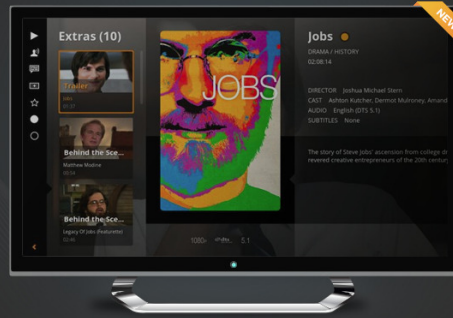 NEW
Extras (10)
Trailer
Jobs
Behind the Sce...
Matthew Modine
Behind the Sce...
Legacy Of Jobs (Featurette)
JOBS
1080p
5.1
Jobs
DRAMA / HISTORY
02:08:14
DIRECTOR Joshua Michael Stern
CAST Ashton Kutcher, Dermot Mulroney, Amand
AUDIO English (DTS 5.1)
SUBTITLES None
The story of Steve Jobs' ascension from college dr
revered creative entrepreneurs of the 20th century